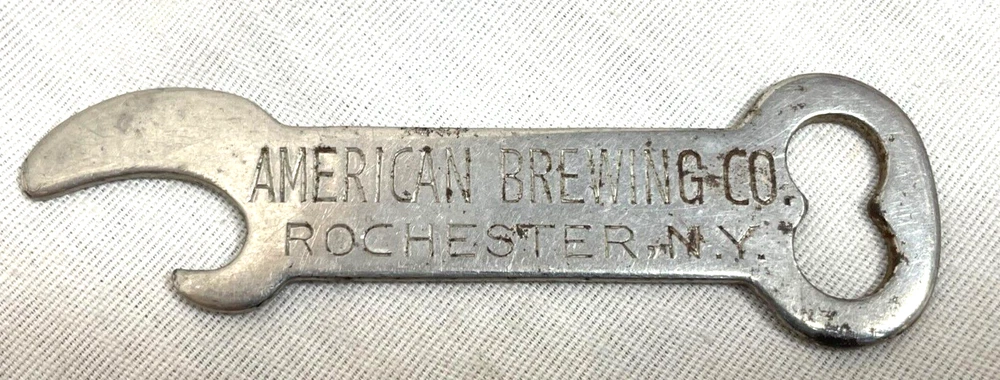 AMERICAN BREWING CO
ROCHESTER, N.Y.